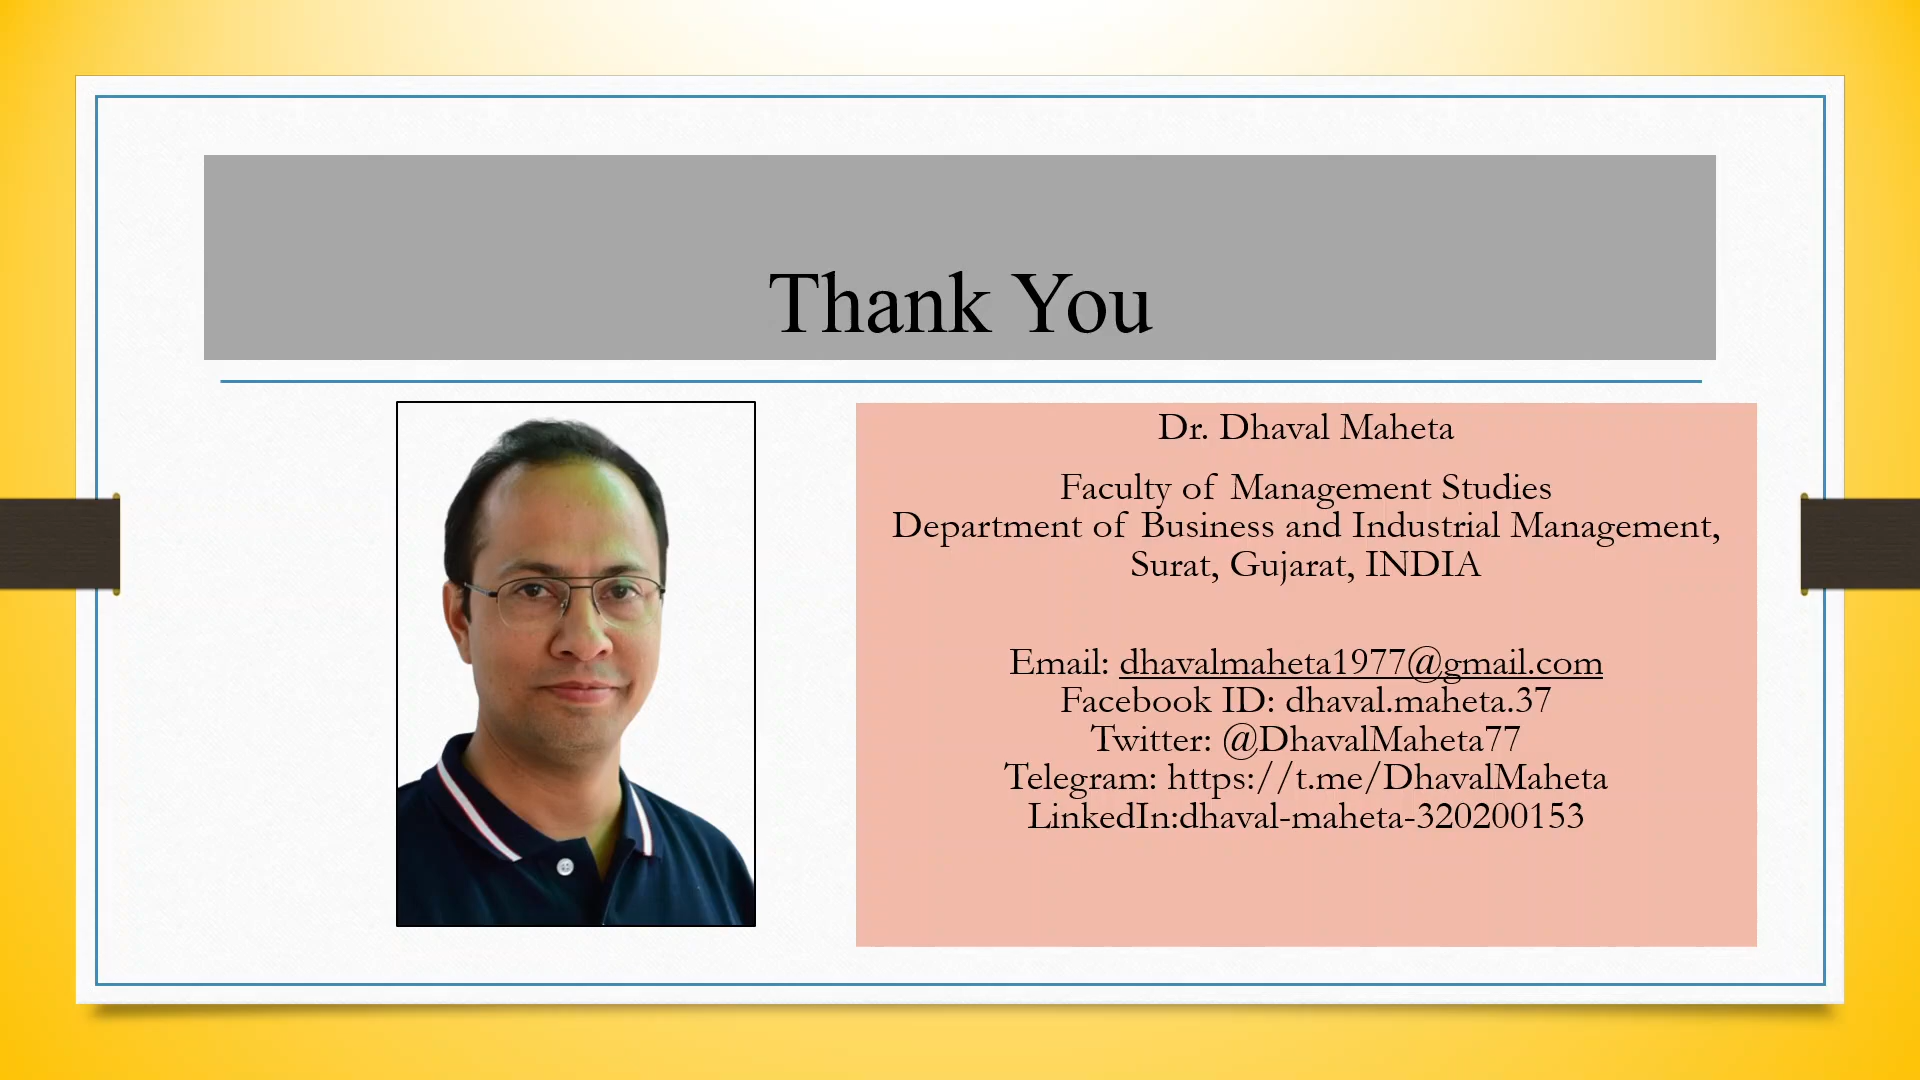 Thank You
Dr. Dhaval Maheta
Faculty of Management Studies
Department of Business and Industrial Management,
Surat, Gujarat, INDIA
Email: dhavalmaheta1977@gmail.com
Facebook ID: dhaval.maheta.37
Twitter: @DhavalMaheta77
Telegram: https://t.me/DhavalMaheta
LinkedIn:dhaval-maheta-320200153